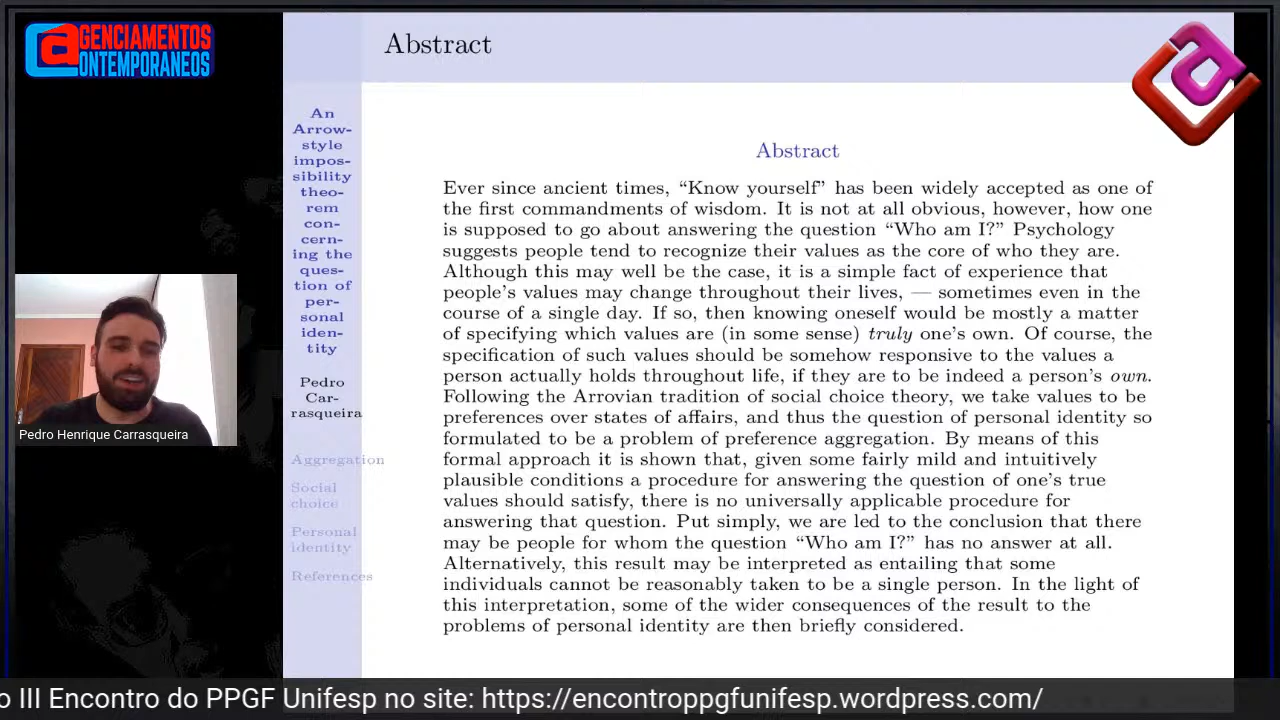 AGENCIAMENTOS
CONTEMPORANEOS
Abstract
An
Arrow-
style
impos-
sibility
theo-
rem
con-
cern-
ing the
ques-
tion of
per-
sonal
iden-
tity
Pedro
Car-
rasqueira
Aggregation
Social
choice
Personal
identity
References
Abstract
Ever since ancient times, “Know yourself” has been widely accepted as one of
the first commandments of wisdom. It is not at all obvious, however, how one
is supposed to go about answering the question “Who am I?” Psychology
suggests people tend to recognize their values as the core of who they are.
Although this may well be the case, it is a simple fact of experience that
people’s values may change throughout their lives, — sometimes even in the
course of a single day. If so, then knowing oneself would be mostly a matter
of specifying which values are (in some sense) truly one’s own. Of course, the
specification of such values should be somehow responsive to the values a
person actually holds throughout life, if they are to be indeed a person’s own.
Following the Arrovian tradition of social choice theory, we take values to be
preferences over states of affairs, and thus the question of personal identity so
formulated to be a problem of preference aggregation. By means of this
formal approach it is shown that, given some fairly mild and intuitively
plausible conditions a procedure for answering the question of one’s true
values should satisfy, there is no universally applicable procedure for
answering that question. Put simply, we are led to the conclusion that there
may be people for whom the question “Who am I?” has no answer at all.
Alternatively, this result may be interpreted as entailing that some
individuals cannot be reasonably taken to be a single person. In the light of
this interpretation, some of the wider consequences of the result to the
problems of personal identity are then briefly considered.
Pedro Henrique Carrasqueira
o III Encontro do PPGF Unifesp no site: https://encontroppgfunifesp.wordpress.com/